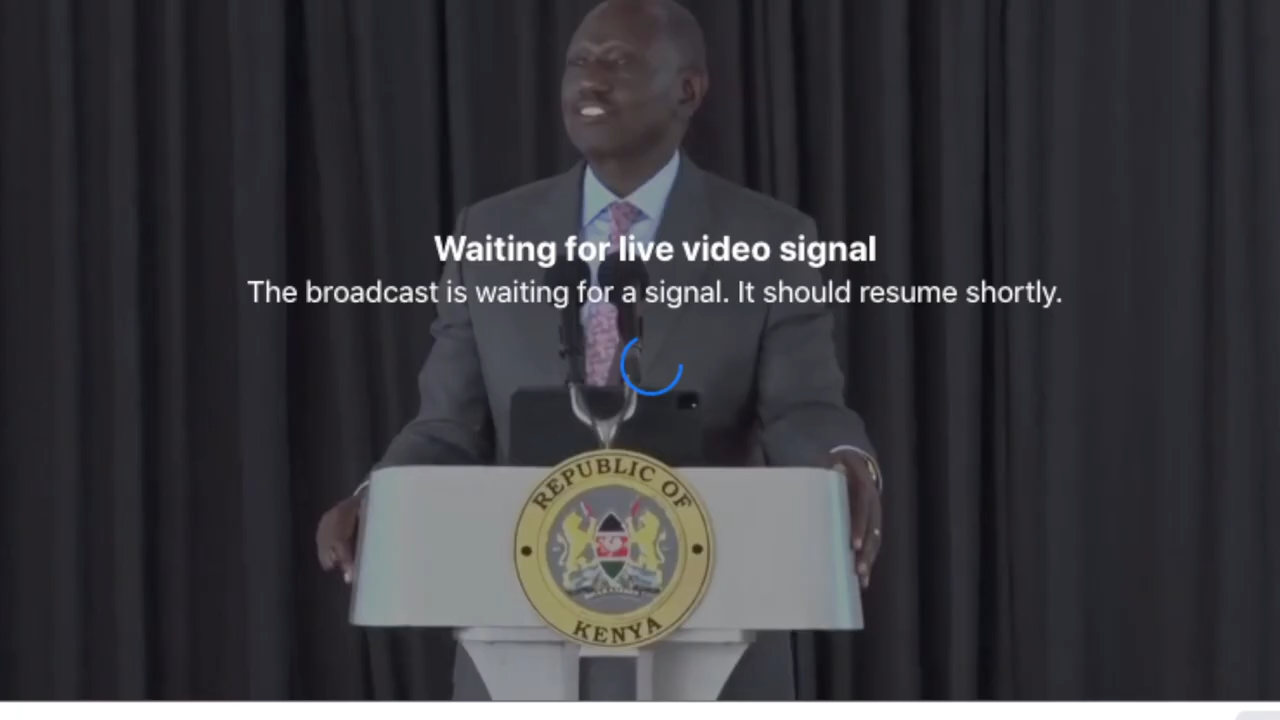 Waiting for live video signal
The broadcast is waiting for a signal. It should resume shortly.
REPUBLIC OF
KENYA